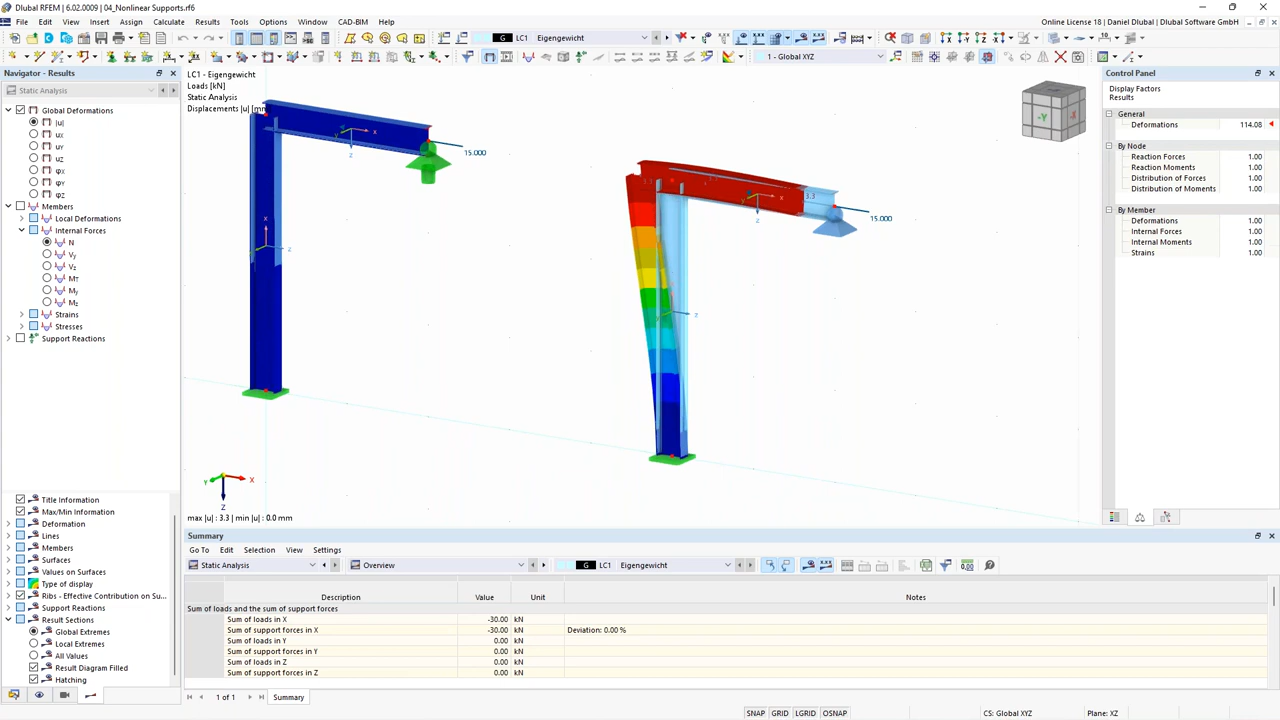 Dlubal RFEM | 6.02.0009 | 04_Nonlinear Supports.rf6
File Edit View Insert Assign Calculate Results Tools Options Window CAD-BIM Help
Online License 18 | Daniel Dlubal | Dlubal Software GmbH
G LC1 Eigengewicht
1 - Global XYZ
Navigator - Results
Static Analysis
Global Deformations
|u|
uX
uY
uZ
φX
φY
φZ
Members
Local Deformations
Internal Forces
N
Vy
Vz
MT
My
Mz
Strains
Stresses
Support Reactions
Title Information
Max/Min Information
Deformation
Lines
Members
Surfaces
Values on Surfaces
Type of display
Ribs - Effective Contribution on Su...
Support Reactions
Result Sections
Global Extremes
Local Extremes
All Values
Result Diagram Filled
Hatching
LC1 - Eigengewicht
Loads [kN]
Static Analysis
Displacements |u| [mm
15.000
15.000
3.3
3.3
x
y
z
x
z
x
y
z
z
-Y
-X
X
Y
Z
max |u| : 3.3 | min |u| : 0.0 mm
Control Panel
Display Factors
Results
General
Deformations 114.08
By Node
Reaction Forces 1.00
Reaction Moments 1.00
Distribution of Forces 1.00
Distribution of Moments 1.00
By Member
Deformations 1.00
Internal Forces 1.00
Internal Moments 1.00
Strains 1.00
Summary
Go To Edit Selection View Settings
Static Analysis Overview G LC1 Eigengewicht
Description Value Unit Notes
Sum of loads and the sum of support forces
Sum of loads in X -30.00 kN
Sum of support forces in X -30.00 kN Deviation: 0.00 %
Sum of loads in Y 0.00 kN
Sum of support forces in Y 0.00 kN
Sum of loads in Z 0.00 kN
Sum of support forces in Z 0.00 kN
1 of 1 Summary
SNAP GRID LGRID OSNAP CS: Global XYZ Plane: XZ